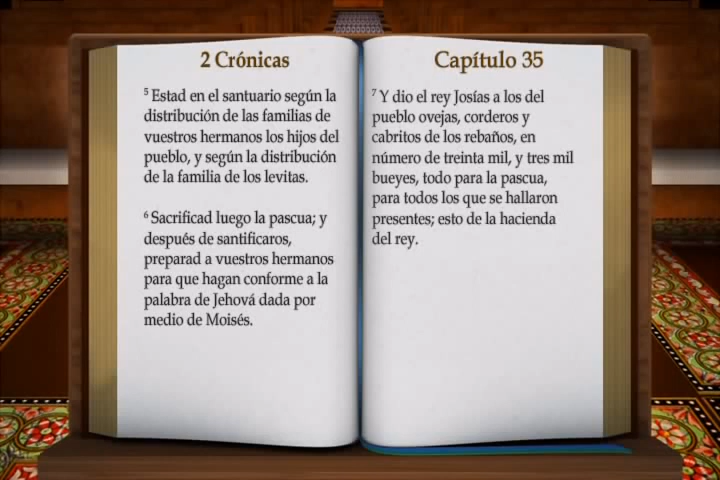 2 Crónicas
5 Estad en el santuario según la
distribución de las familias de
vuestros hermanos los hijos del
pueblo, y según la distribución
de la familia de los levitas.
6 Sacrificad luego la pascua; y
después de santificaros,
preparad a vuestros hermanos
para que hagan conforme a la
palabra de Jehová dada por
medio de Moisés.
Capítulo 35
7 Y dio el rey Josías a los del
pueblo ovejas, corderos y
cabritos de los rebaños, en
número de treinta mil, y tres mil
bueyes, todo para la pascua,
para todos los que se hallaron
presentes; esto de la hacienda
del rey.